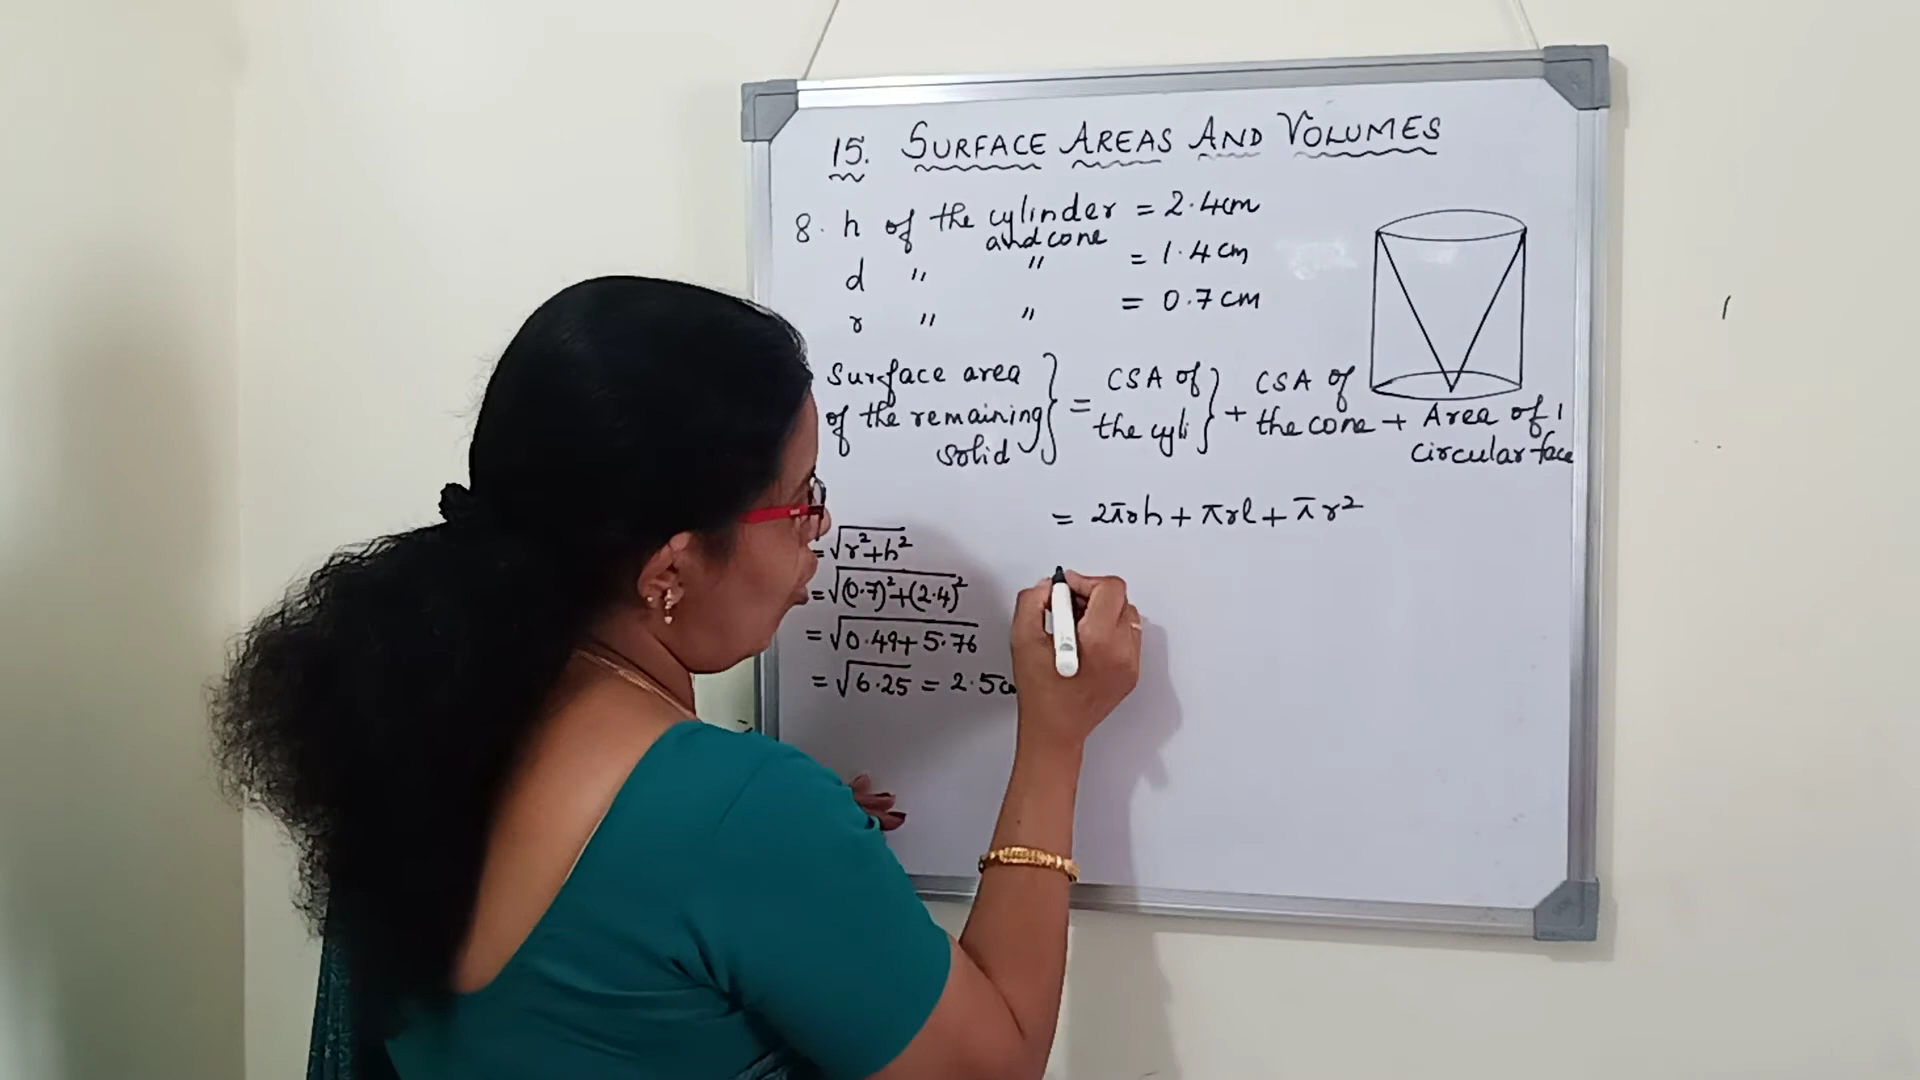 15. SURFACE AREAS AND VOLUMES
8. h of the cylinder = 2.4cm
and cone
d " " = 1.4cm
r " " = 0.7cm
Surface area of the remaining solid } = CSA of the cyli } + CSA of the cone + Area of 1 circular face
= 2πrh + πrl + πr²
= √r²+h²
= √(0.7)²+(2.4)²
= √0.49+5.76
= √6.25 = 2.5c